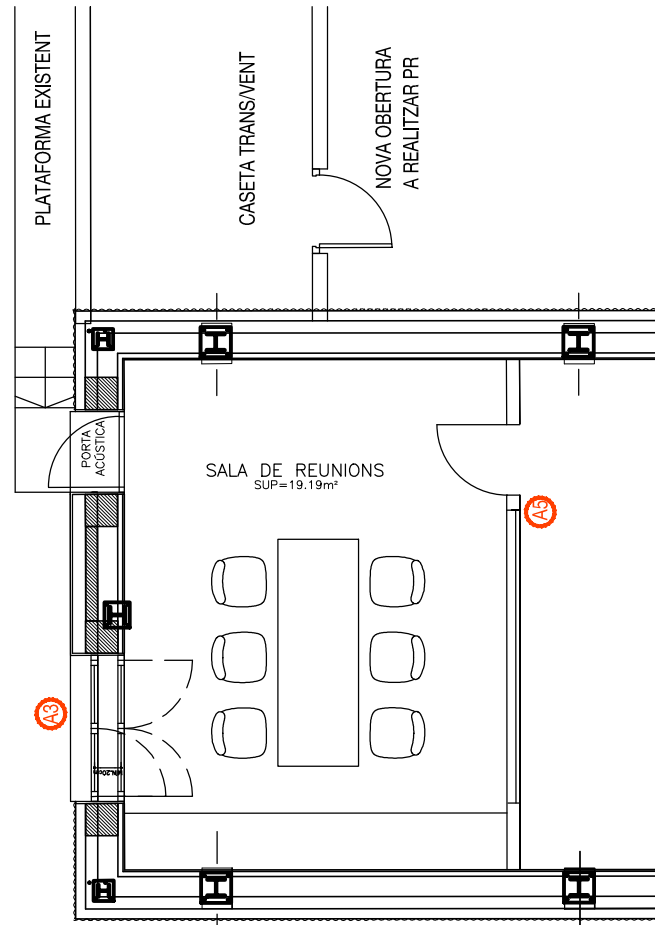 PLATAFORMA EXISTENT
CASETA TRANS/VENT
NOVA OBERTURA
A REALITZAR PR
PORTA
ACÚSTICA
SALA DE REUNIONS
SUP=19.19m²
A5
A3